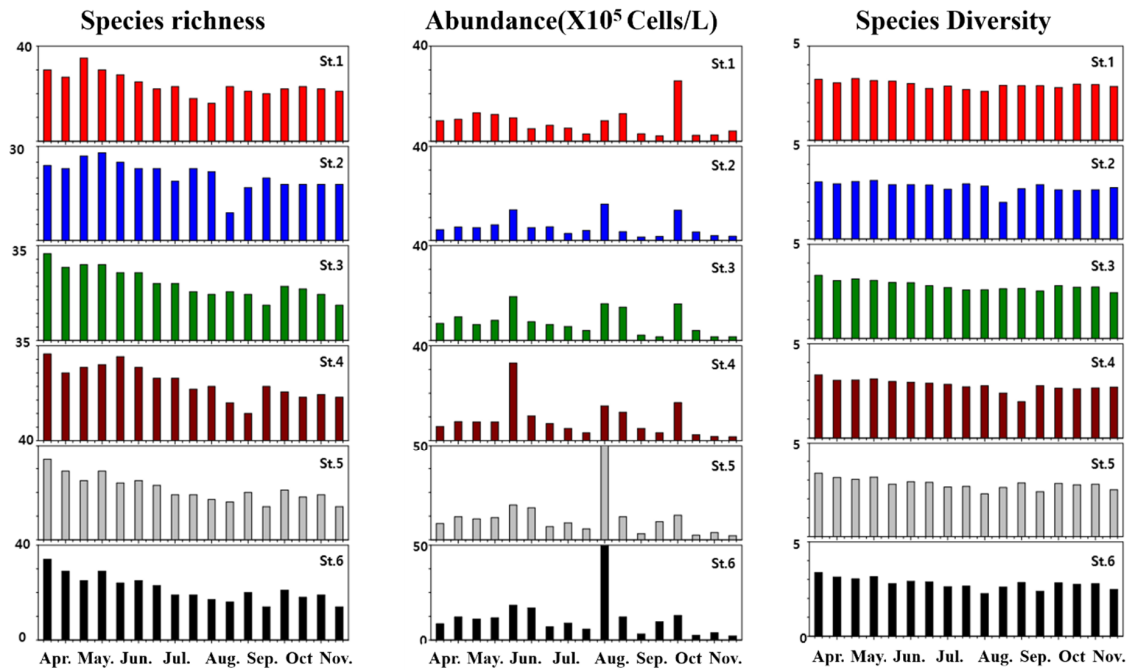 Species richness
Abundance(X10⁵ Cells/L)
Species Diversity
40
St.1
40
St.1
5
St.1
30
St.2
40
St.2
5
St.2
35
St.3
40
St.3
5
St.3
35
St.4
40
St.4
5
St.4
40
St.5
50
St.5
5
St.5
40
St.6
50
St.6
5
St.6
0
0
0
Apr. May. Jun. Jul. Aug. Sep. Oct Nov.
Apr. May. Jun. Jul. Aug. Sep. Oct Nov.
Apr. May. Jun. Jul. Aug. Sep. Oct Nov.